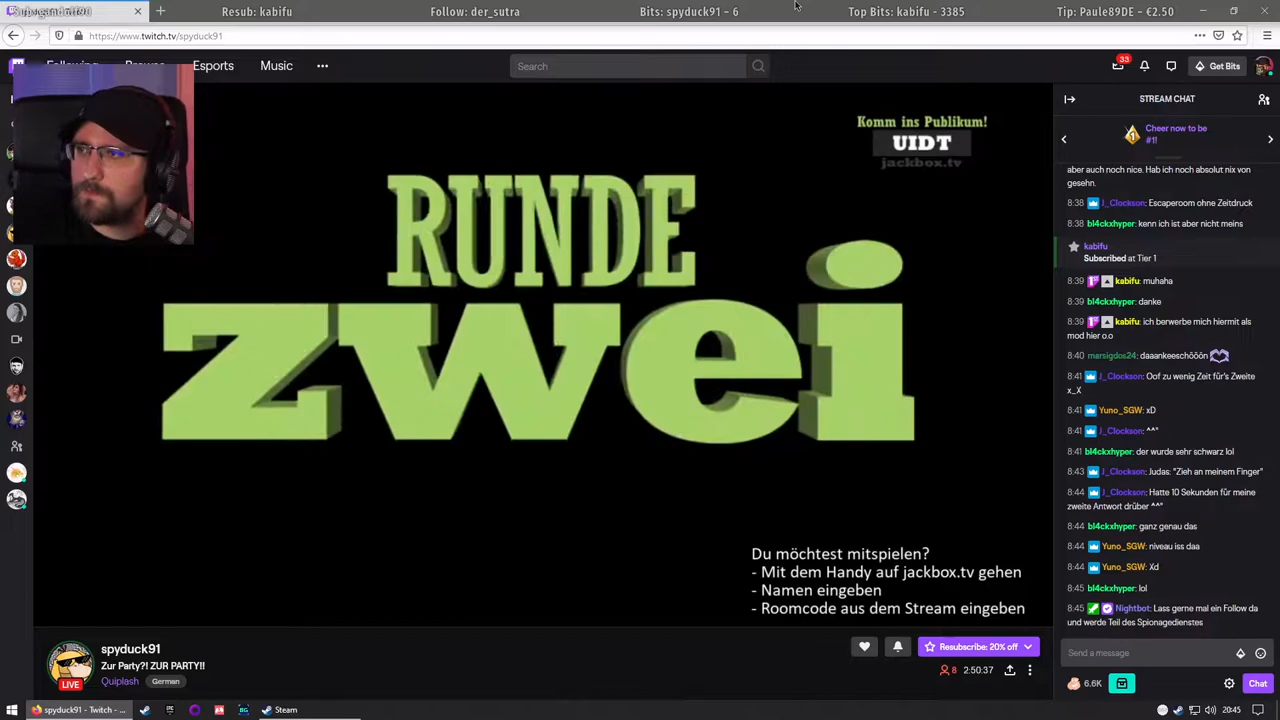 Resub: kabifu
Follow: der_sutra
Bits: spyduck91 - 6
Top Bits: kabifu - 3385
Tip: Paule89DE - €2.50
https://www.twitch.tv/spyduck91
Esports
Music
Search
33
Get Bits
STREAM CHAT
Cheer now to be
#1!
Komm ins Publikum!
UIDT
jackbox.tv
RUNDE
zwei
Du möchtest mitspielen?
- Mit dem Handy auf jackbox.tv gehen
- Namen eingeben
- Roomcode aus dem Stream eingeben
aber auch noch nice. Hab ich noch absolut nix von
gesehn.
8:38 J_Clockson: Escaperoom ohne Zeitdruck
8:38 bl4ckxhyper: kenn ich ist aber nicht meins
kabifu
Subscribed at Tier 1
8:39 kabifu: muhaha
8:39 bl4ckxhyper: danke
8:39 kabifu: ich berwerbe mich hiermit als
mod hier o.o
8:40 marsigdos24: daaankeeschööön
8:41 J_Clockson: Oof zu wenig Zeit für's Zweite
x_X
8:41 Yuno_SGW: xD
8:41 J_Clockson: ^^"
8:41 bl4ckxhyper: der wurde sehr schwarz lol
8:43 J_Clockson: Judas: "Zieh an meinem Finger"
8:44 J_Clockson: Hatte 10 Sekunden für meine
zweite Antwort drüber ^^"
8:44 bl4ckxhyper: ganz genau das
8:44 Yuno_SGW: niveau iss daa
8:44 Yuno_SGW: Xd
8:45 bl4ckxhyper: lol
8:45 Nightbot: Lass gerne mal ein Follow da
und werde Teil des Spionagedienstes
Send a message
6.6K
Chat
spyduck91
Zur Party?! ZUR PARTY!!
Quiplash
German
LIVE
Resubscribe: 20% off
8
2:50:37
spyduck91 - Twitch -
Steam
20:45